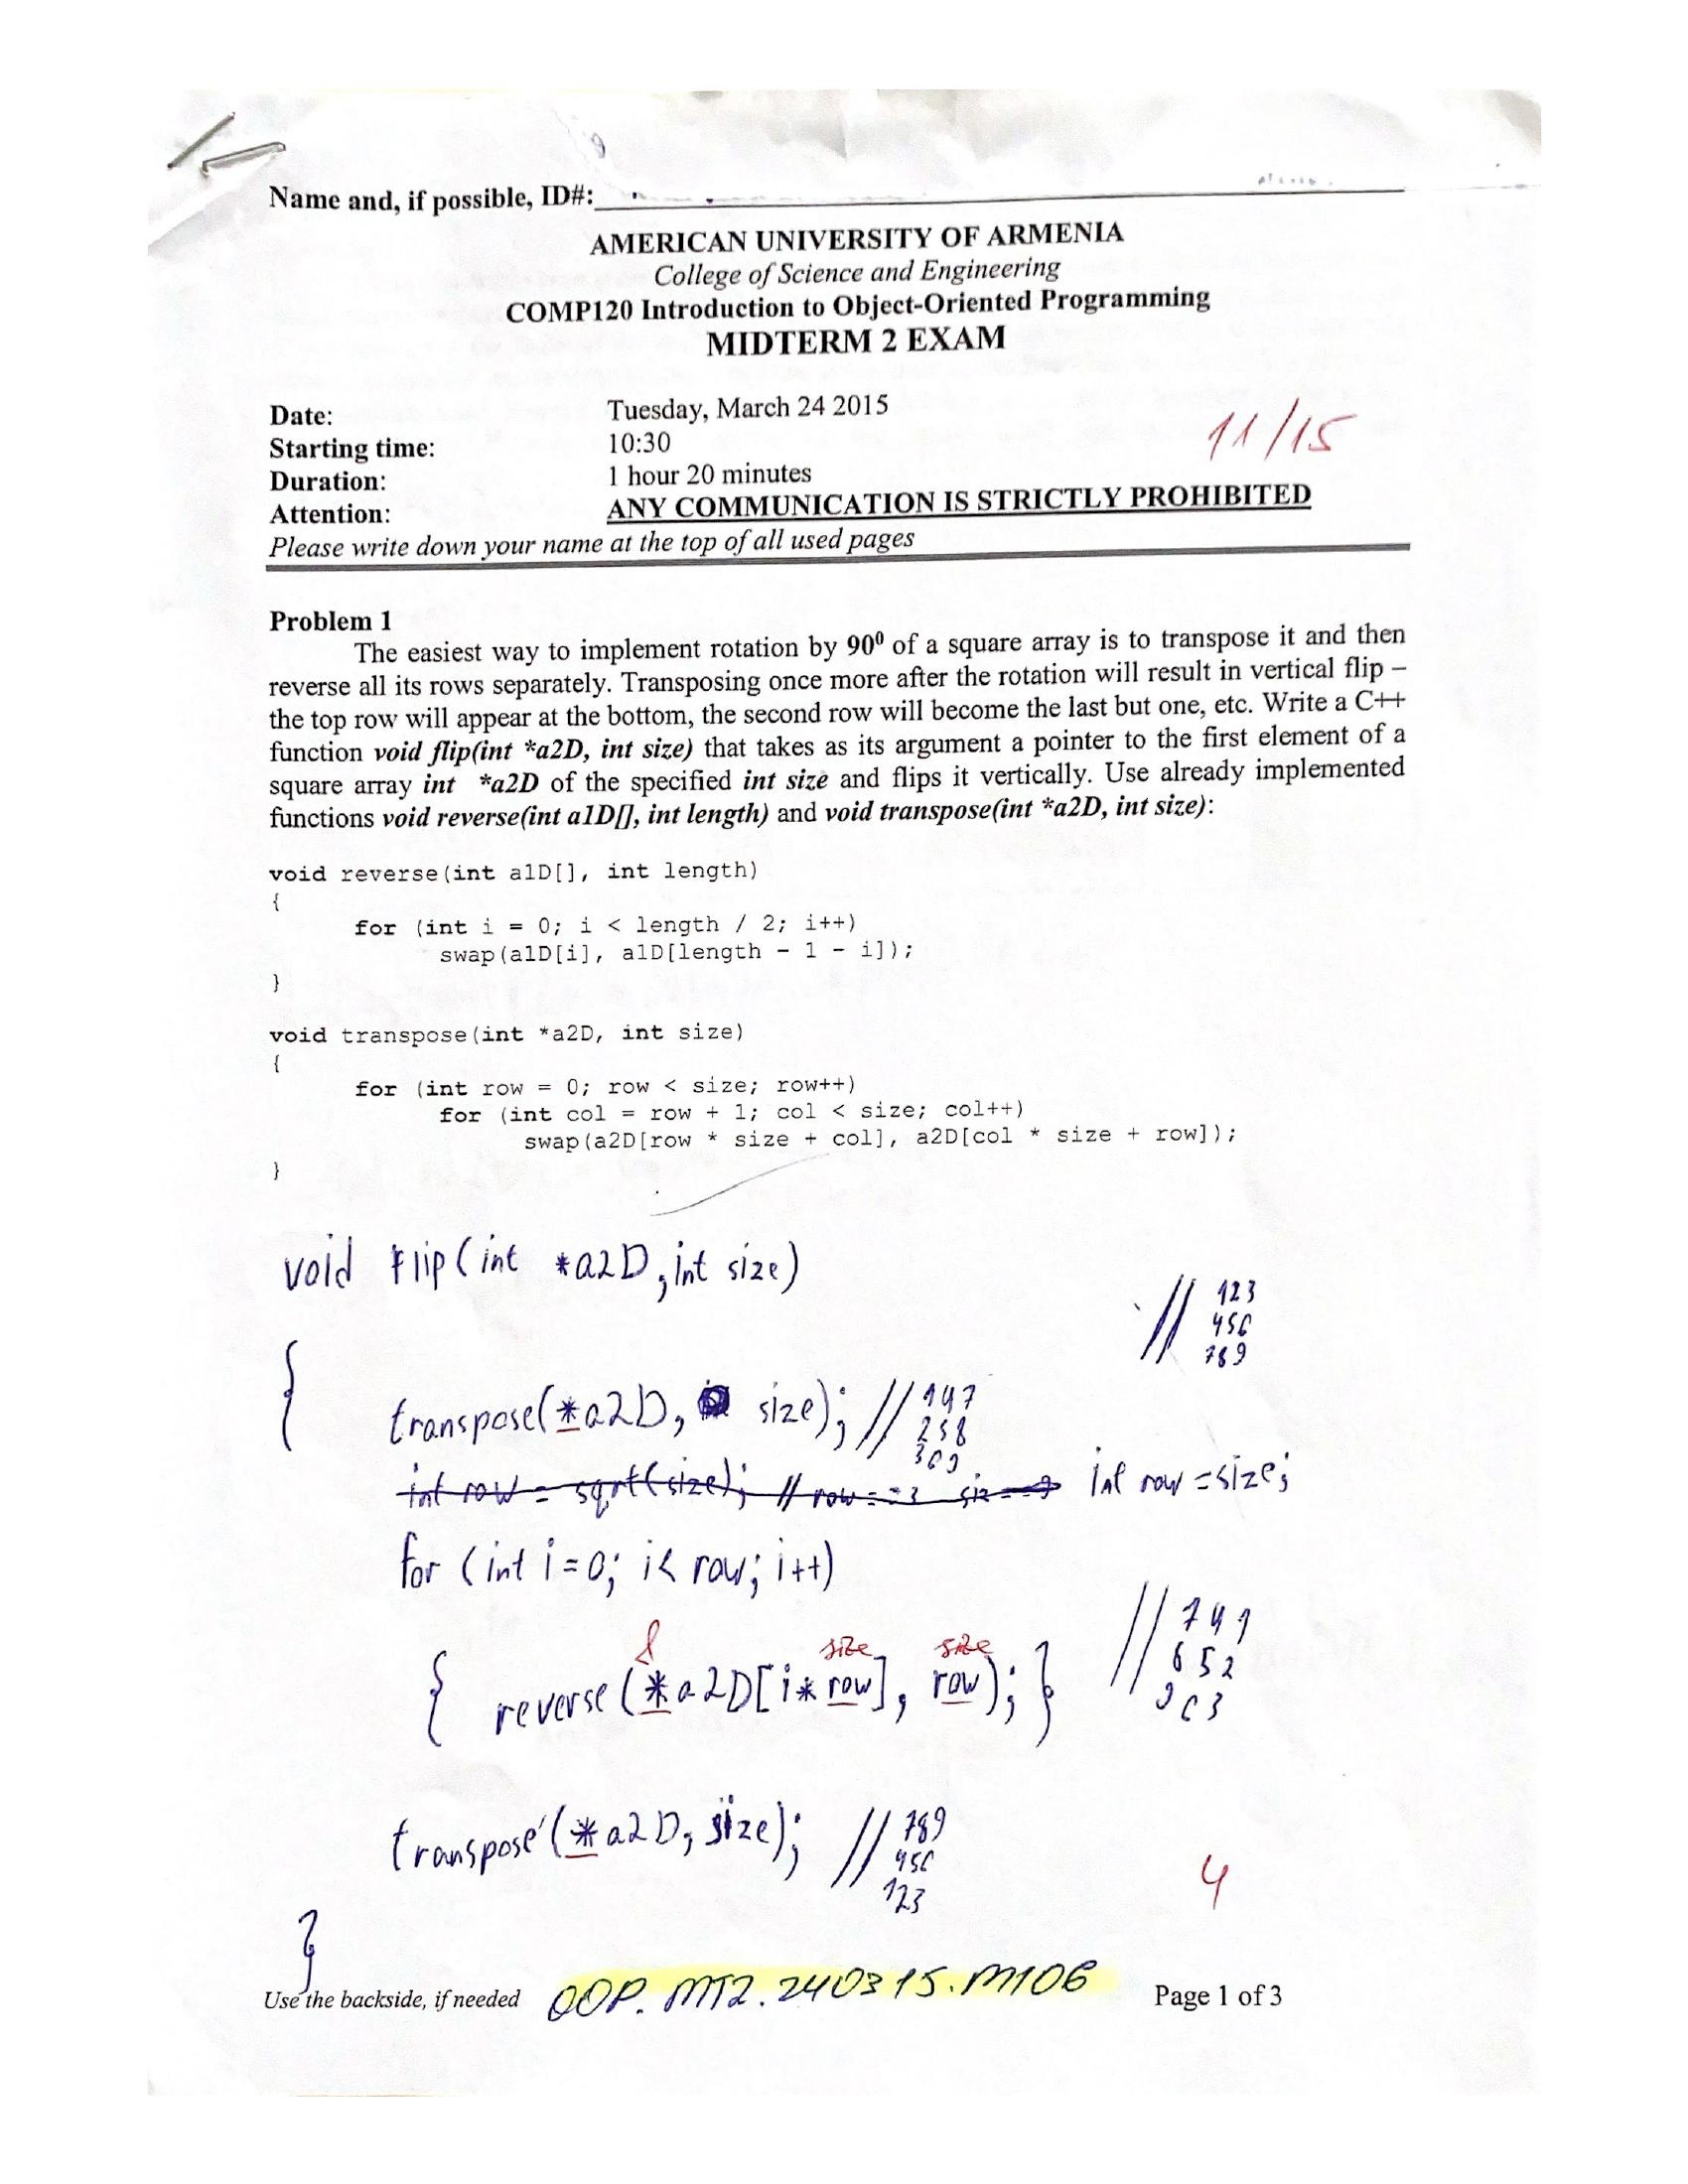 Name and, if possible, ID#:
AMERICAN UNIVERSITY OF ARMENIA
College of Science and Engineering
COMP120 Introduction to Object-Oriented Programming
MIDTERM 2 EXAM
Date: Tuesday, March 24 2015
11/15
Starting time: 10:30
Duration: 1 hour 20 minutes
Attention: ANY COMMUNICATION IS STRICTLY PROHIBITED
Please write down your name at the top of all used pages
Problem 1
The easiest way to implement rotation by 90⁰ of a square array is to transpose it and then
reverse all its rows separately. Transposing once more after the rotation will result in vertical flip –
the top row will appear at the bottom, the second row will become the last but one, etc. Write a C++
function void flip(int *a2D, int size) that takes as its argument a pointer to the first element of a
square array int *a2D of the specified int size and flips it vertically. Use already implemented
functions void reverse(int a1D[], int length) and void transpose(int *a2D, int size):
void reverse(int a1D[], int length)
{
for (int i = 0; i < length / 2; i++)
swap(a1D[i], a1D[length - 1 - i]);
}
void transpose(int *a2D, int size)
{
for (int row = 0; row < size; row++)
for (int col = row + 1; col < size; col++)
swap(a2D[row * size + col], a2D[col * size + row]);
}
void flip(int *a2D, int size)
// 123
456
789
{
transpose(*a2D, size); // 147
258
369
int row = sqrt(size); // row==3 int row = size;
for (int i=0; i< row; i++)
& size size
{ reverse(*a2D[i* row], row); }
// 741
852
963
transpose(*a2D, size); // 789
456
123
4
}
Use the backside, if needed OOP.MT2.240315.M106 Page 1 of 3